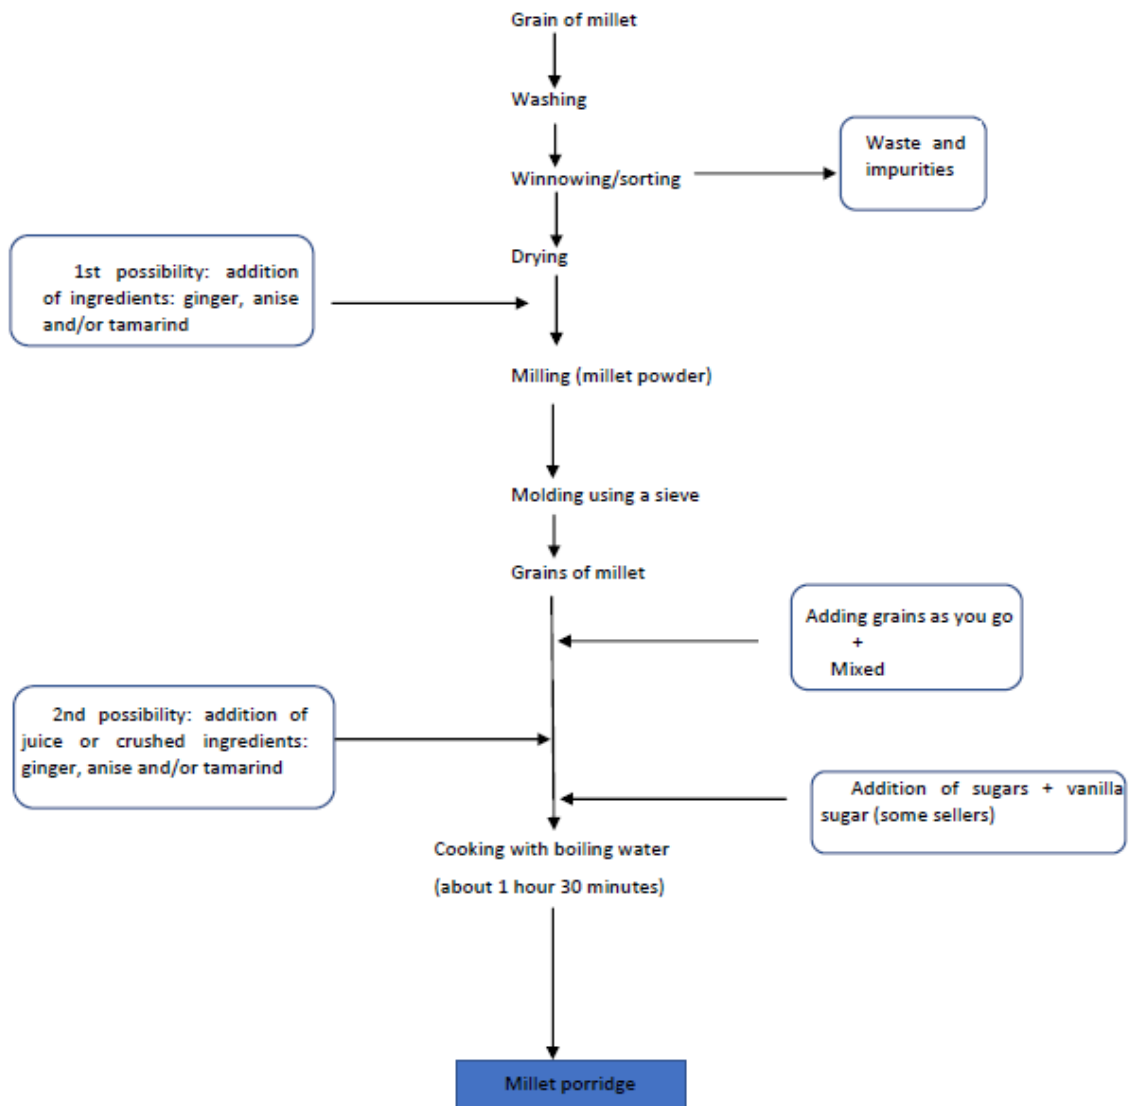 Grain of millet
Washing
Waste and
impurities
Winnowing/sorting
Drying
1st possibility: addition
of ingredients: ginger, anise
and/or tamarind
Milling (millet powder)
Molding using a sieve
Grains of millet
Adding grains as you go
+
Mixed
2nd possibility: addition of
juice or crushed ingredients:
ginger, anise and/or tamarind
Addition of sugars + vanilla
sugar (some sellers)
Cooking with boiling water
(about 1 hour 30 minutes)
Millet porridge